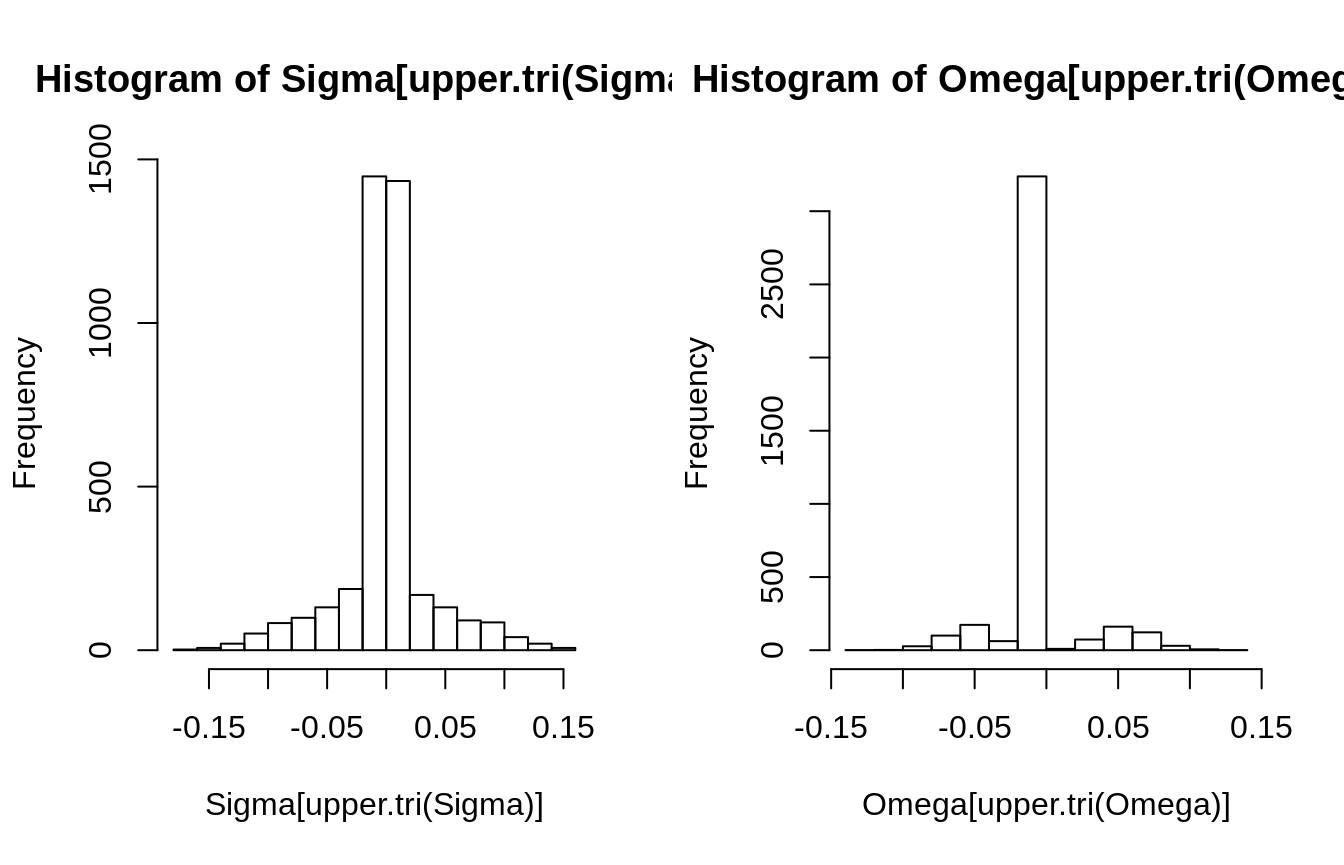 Histogram of Sigma[upper.tri(Sigma
Frequency
1500
1000
500
0
-0.15 -0.05 0.05 0.15
Sigma[upper.tri(Sigma)]
Histogram of Omega[upper.tri(Omeg
Frequency
2500
1500
500
0
-0.15 -0.05 0.05 0.15
Omega[upper.tri(Omega)]